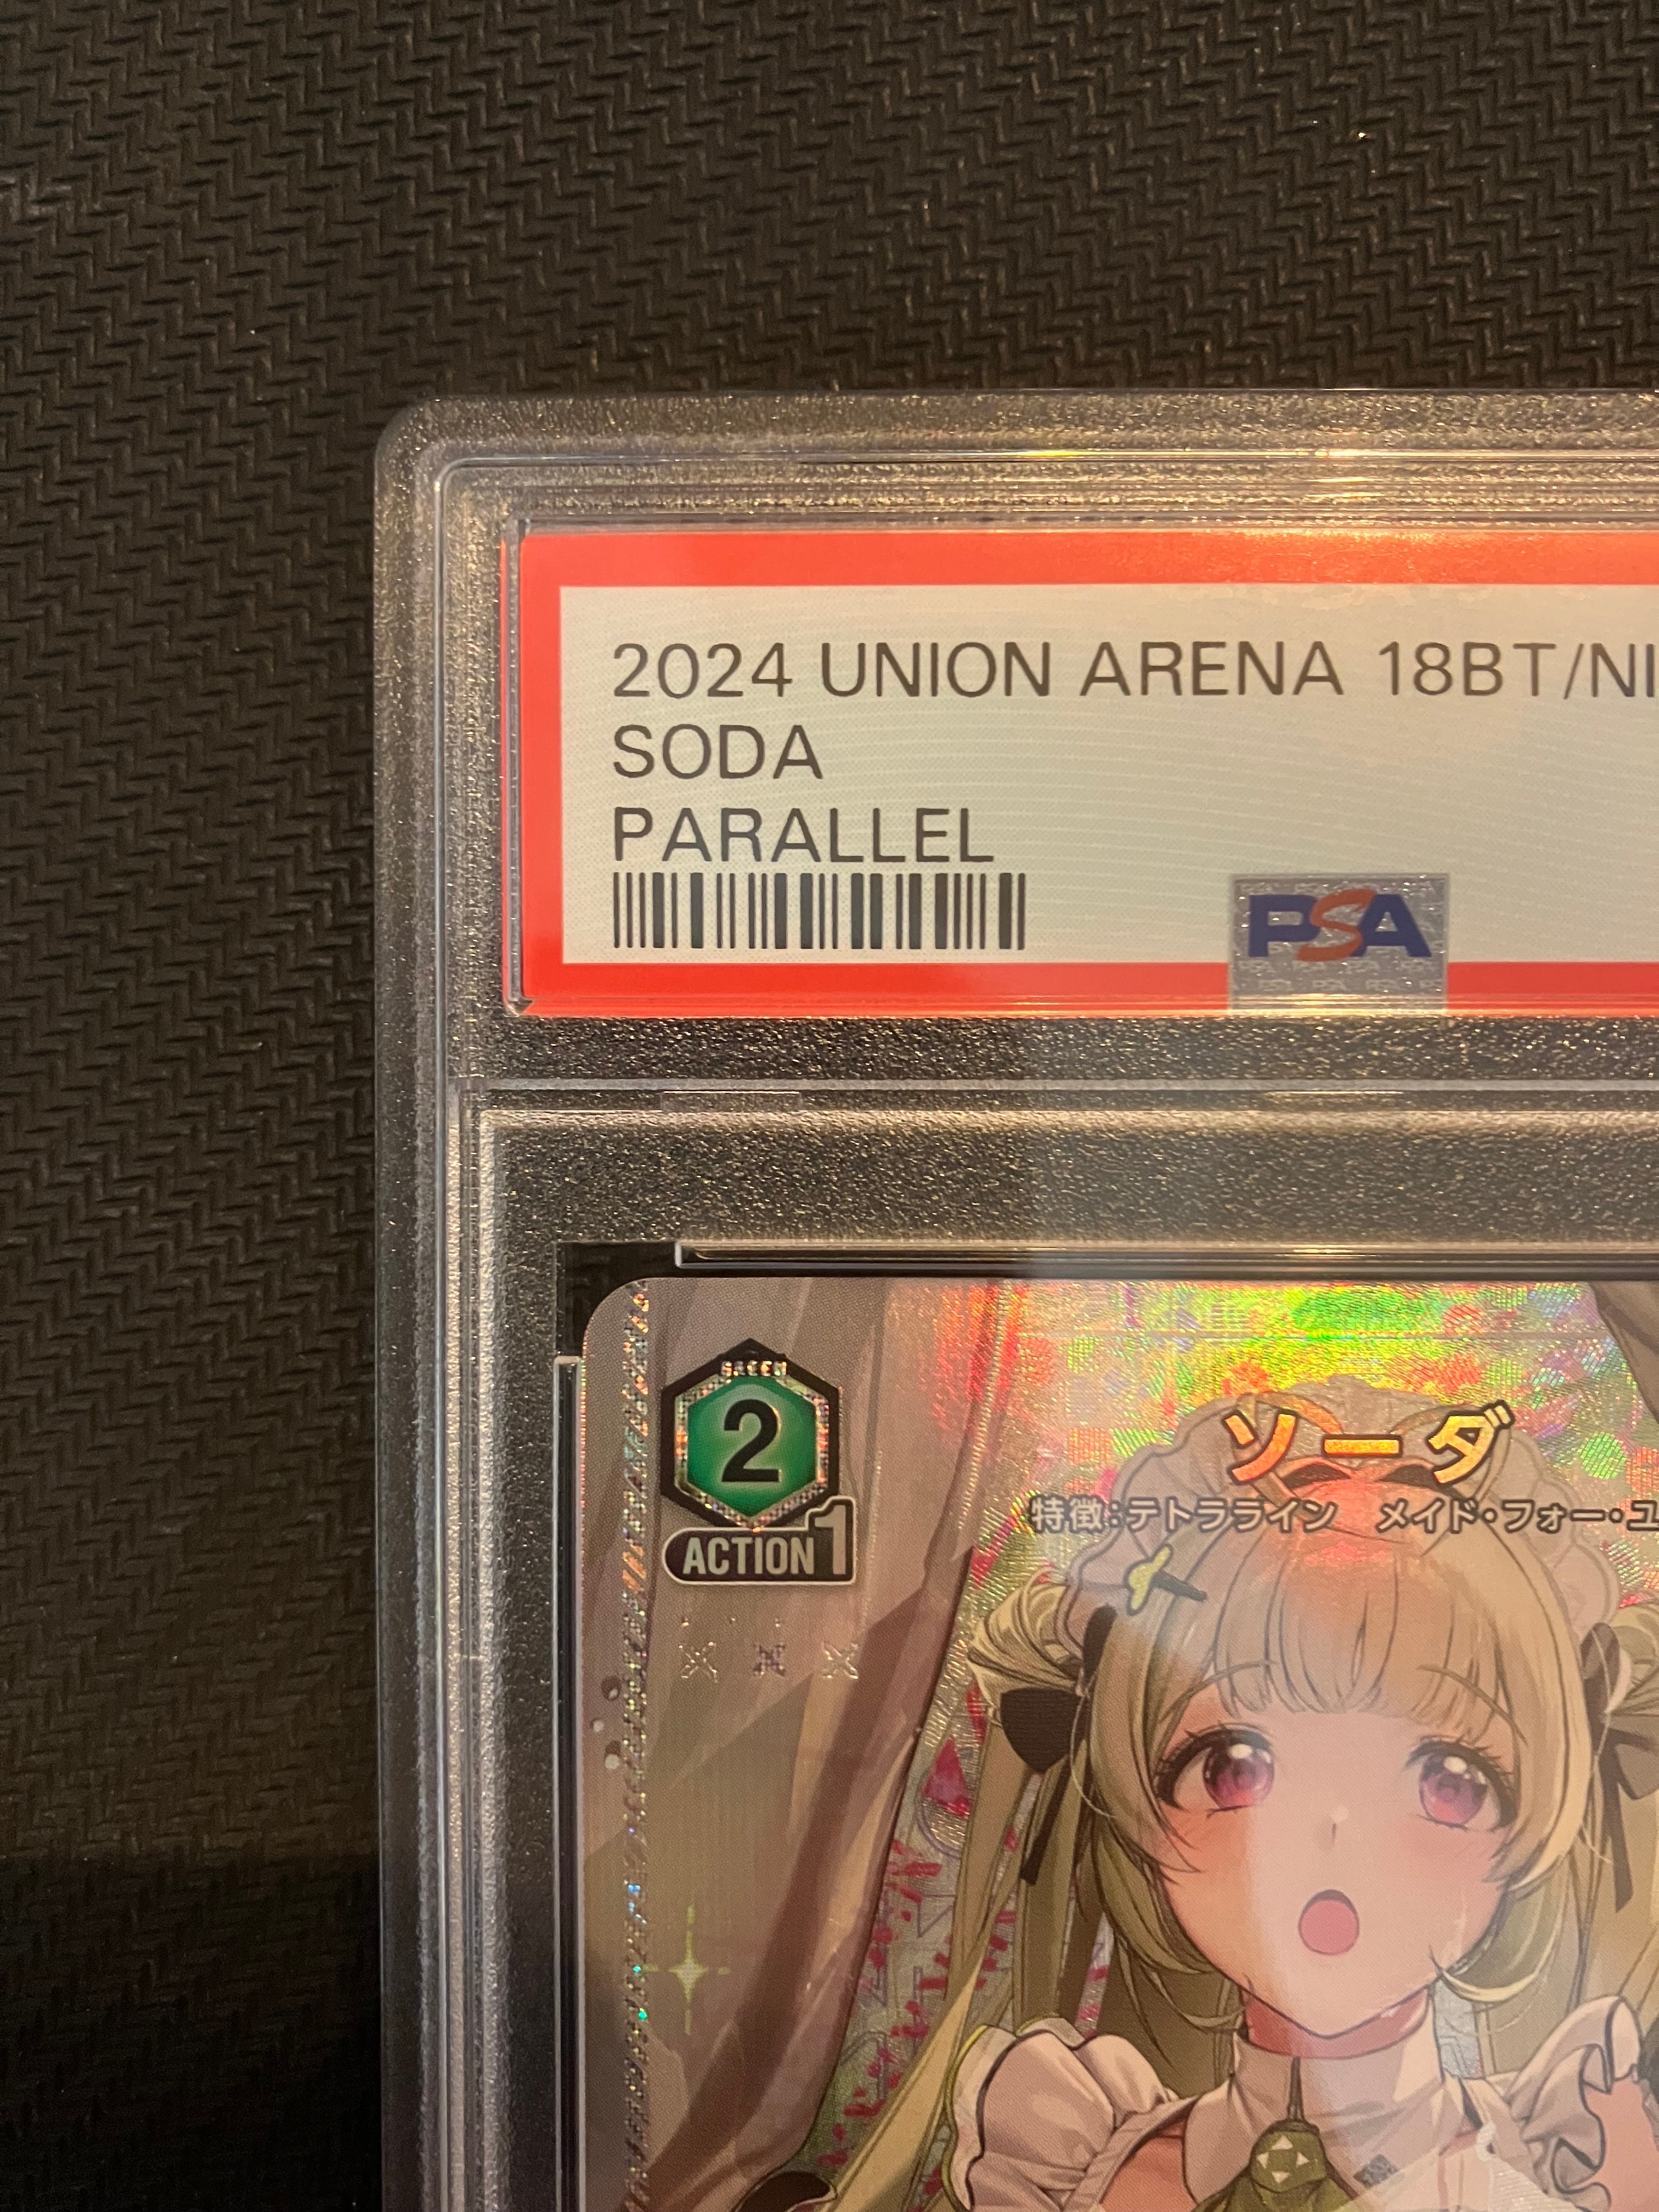 2024 UNION ARENA 18BT/NI
SODA
PARALLEL
PSA
GREEN
2
ACTION 1
ソーダ
特徴：テトラライン メイド・フォー・ユ